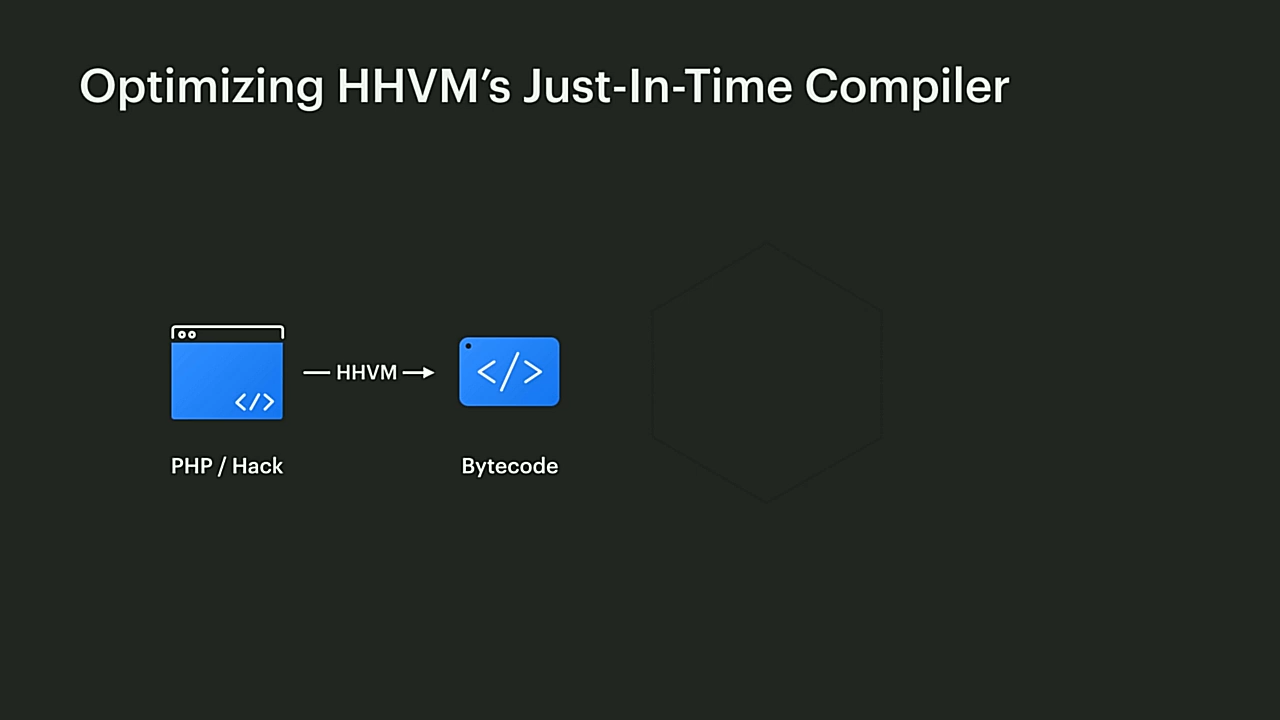 Optimizing HHVM’s Just-In-Time Compiler
HHVM
</>
</>
PHP / Hack
Bytecode